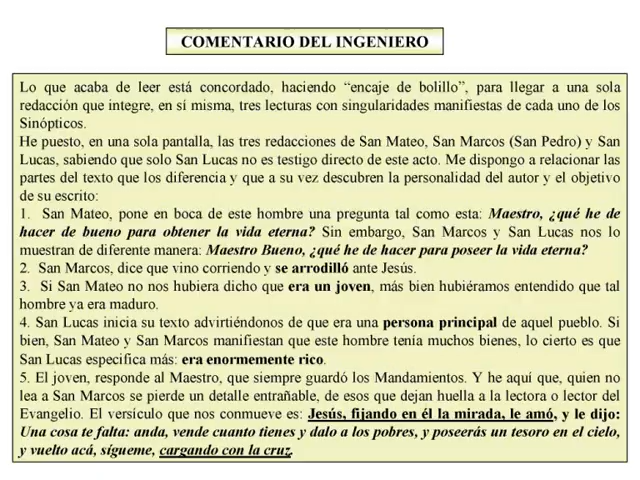 COMENTARIO DEL INGENIERO
Lo que acaba de leer está concordado, haciendo “encaje de bolillo”, para llegar a una sola
redacción que integre, en sí misma, tres lecturas con singularidades manifiestas de cada uno de los
Sinópticos.
He puesto, en una sola pantalla, las tres redacciones de San Mateo, San Marcos (San Pedro) y San
Lucas, sabiendo que solo San Lucas no es testigo directo de este acto. Me dispongo a relacionar las
partes del texto que los diferencia y que a su vez descubren la personalidad del autor y el objetivo
de su escrito:
1. San Mateo, pone en boca de este hombre una pregunta tal como esta: Maestro, ¿qué he de
hacer de bueno para obtener la vida eterna? Sin embargo, San Marcos y San Lucas nos lo
muestran de diferente manera: Maestro Bueno, ¿qué he de hacer para poseer la vida eterna?
2. San Marcos, dice que vino corriendo y se arrodilló ante Jesús.
3. Si San Mateo no nos hubiera dicho que era un joven, más bien hubiéramos entendido que tal
hombre ya era maduro.
4. San Lucas inicia su texto advirtiéndonos de que era una persona principal de aquel pueblo. Si
bien, San Mateo y San Marcos manifiestan que este hombre tenía muchos bienes, lo cierto es que
San Lucas especifica más: era enormemente rico.
5. El joven, responde al Maestro, que siempre guardó los Mandamientos. Y he aquí que, quien no
lea a San Marcos se pierde un detalle entrañable, de esos que dejan huella a la lectora o lector del
Evangelio. El versículo que nos conmueve es: Jesús, fijando en él la mirada, le amó, y le dijo:
Una cosa te falta: anda, vende cuanto tienes y dalo a los pobres, y poseerás un tesoro en el cielo,
y vuelto acá, sígueme, cargando con la cruz.